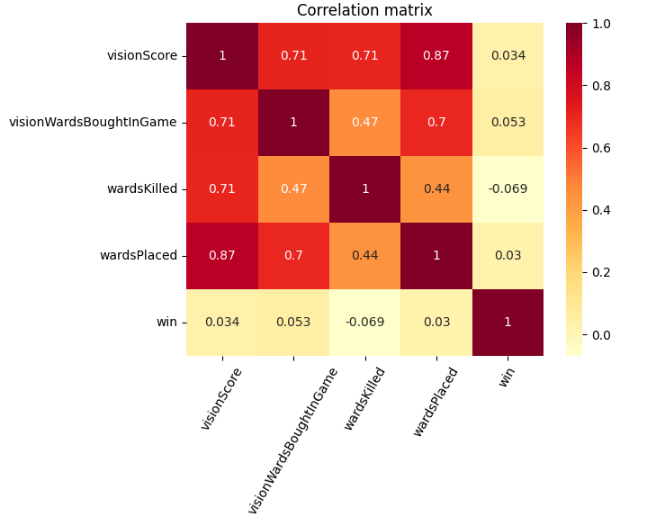 Correlation matrix
visionScore 1 0.71 0.71 0.87 0.034
visionWardsBoughtInGame 0.71 1 0.47 0.7 0.053
wardsKilled 0.71 0.47 1 0.44 -0.069
wardsPlaced 0.87 0.7 0.44 1 0.03
win 0.034 0.053 -0.069 0.03 1
visionScore
visionWardsBoughtInGame
wardsKilled
wardsPlaced
win
1.0
0.8
0.6
0.4
0.2
0.0